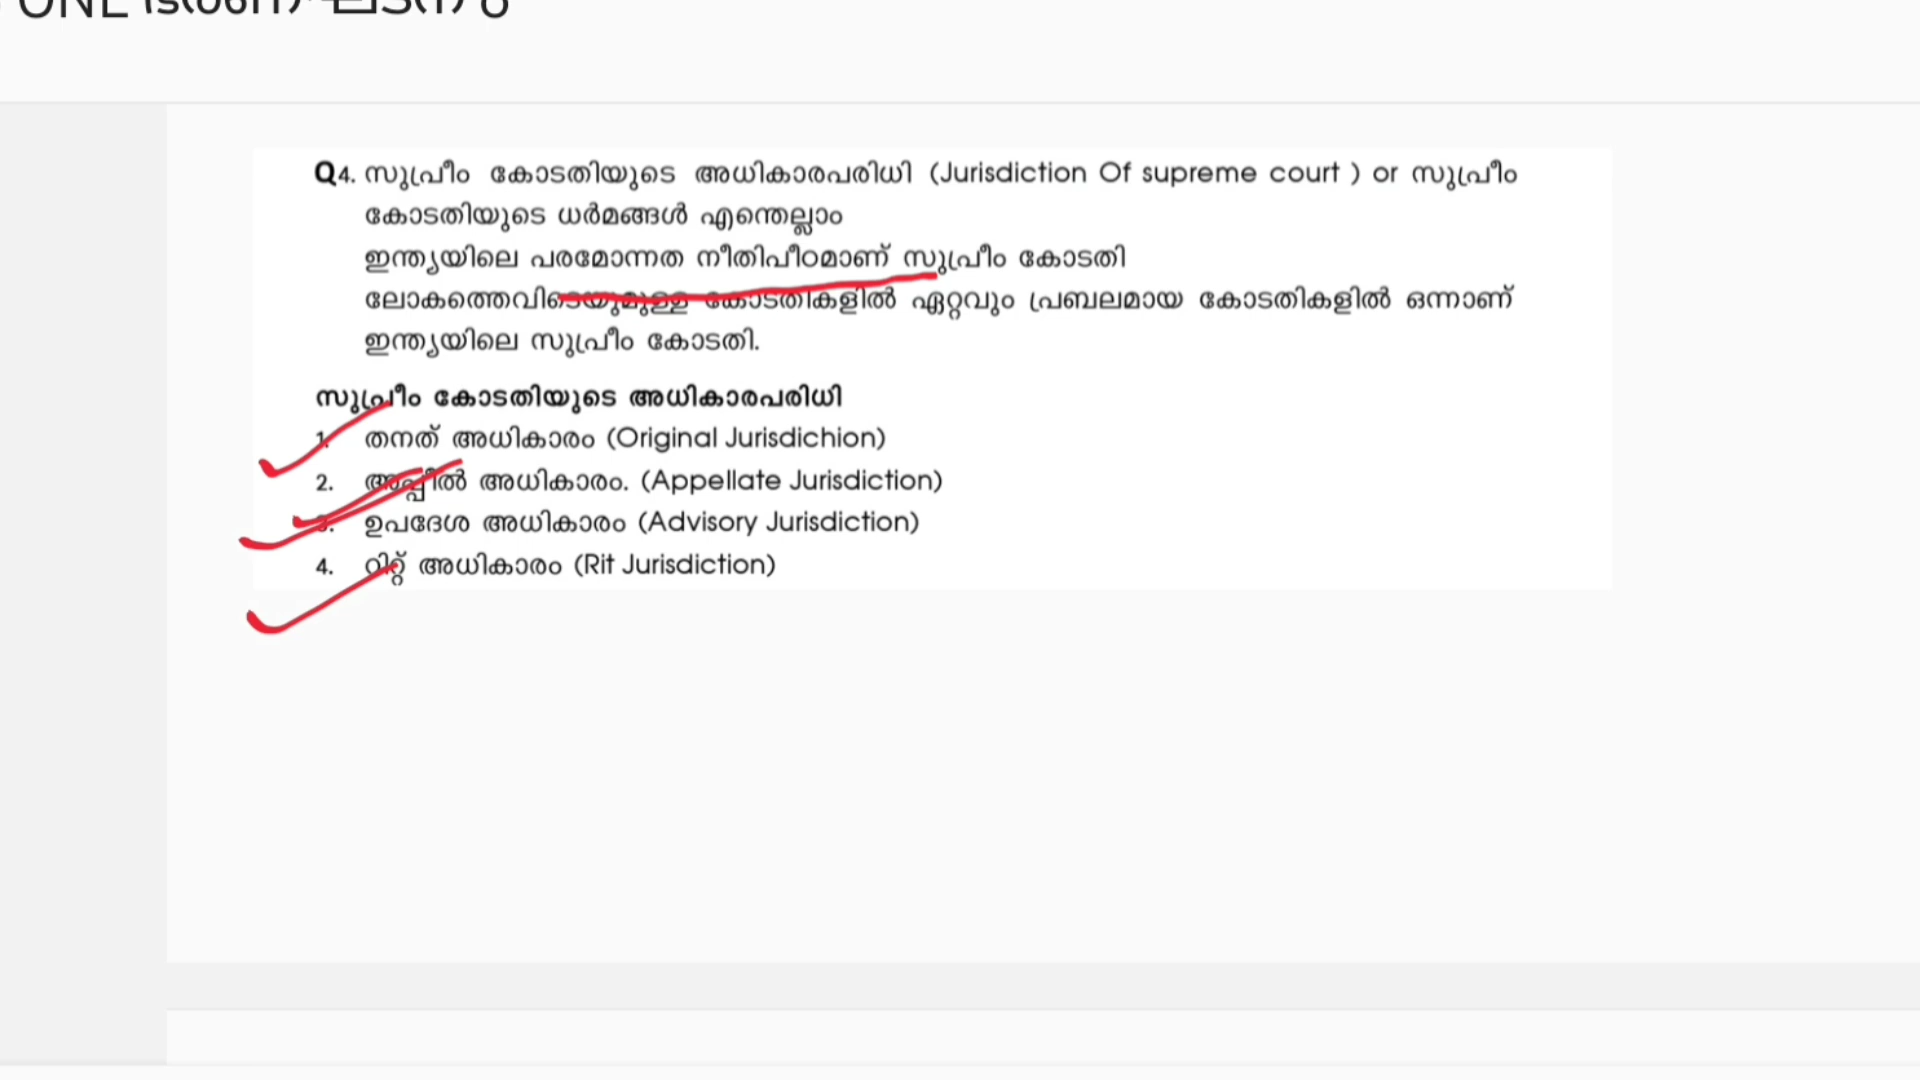 ONE
Q4. സുപ്രീം കോടതിയുടെ അധികാരപരിധി (Jurisdiction Of supreme court ) or സുപ്രീം
കോടതിയുടെ ധർമങ്ങൾ എന്തെല്ലാം
ഇന്ത്യയിലെ പരമോന്നത നീതിപീഠമാണ് സുപ്രീം കോടതി
ലോകത്തെവിടെയുമുള്ള കോടതികളിൽ ഏറ്റവും പ്രബലമായ കോടതികളിൽ ഒന്നാണ്
ഇന്ത്യയിലെ സുപ്രീം കോടതി.
സുപ്രീം കോടതിയുടെ അധികാരപരിധി
1. തനത് അധികാരം (Original Jurisdichion)
2. അപ്പീൽ അധികാരം. (Appellate Jurisdiction)
3. ഉപദേശ അധികാരം (Advisory Jurisdiction)
4. റിറ്റ് അധികാരം (Rit Jurisdiction)